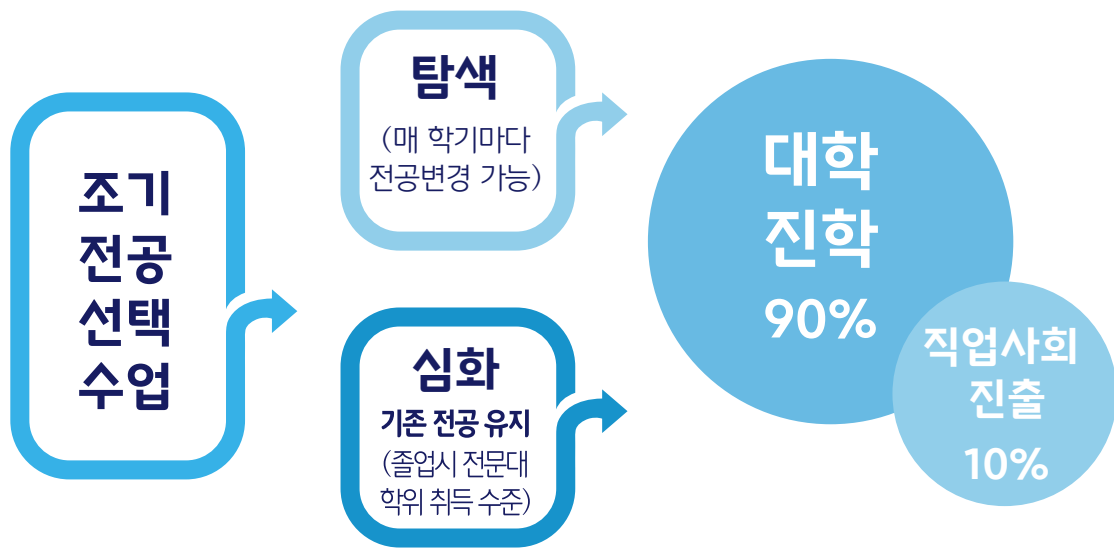 조기
전공
선택
수업
탐색
(매 학기마다
전공변경 가능)
심화
기존 전공 유지
(졸업시 전문대
학위 취득 수준)
대학
진학
90%
직업사회
진출
10%